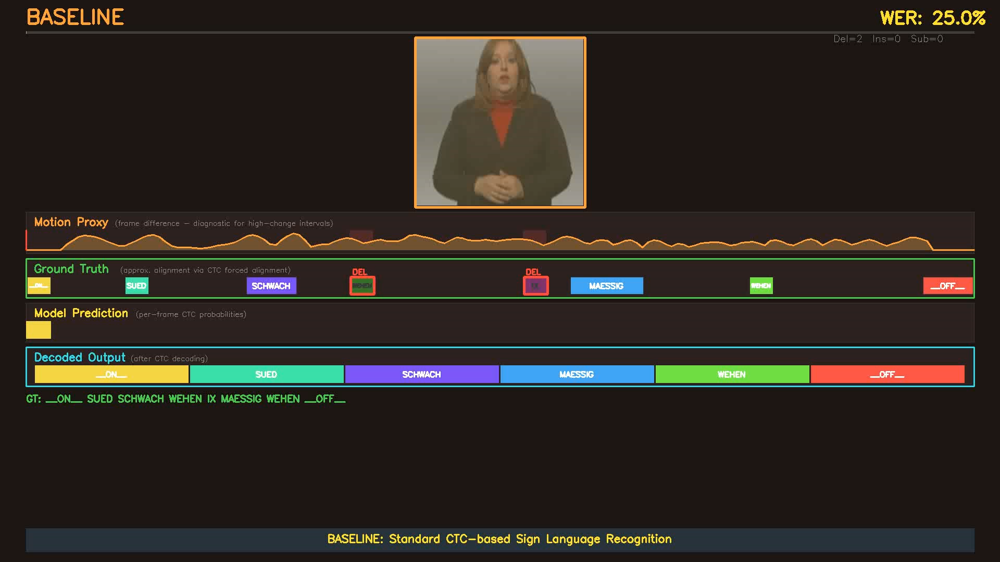 BASELINE
WER: 25.0%
Del=2 Ins=0 Sub=0
Motion Proxy (frame difference – diagnostic for high–change intervals)
Ground Truth (approx. alignment via CTC forced alignment)
DEL DEL
__ON__ SUED SCHWACH WEHEN IX MAESSIG WEHEN __OFF__
Model Prediction (per–frame CTC probabilities)
Decoded Output (after CTC decoding)
__ON__ SUED SCHWACH MAESSIG WEHEN __OFF__
GT: __ON__ SUED SCHWACH WEHEN IX MAESSIG WEHEN __OFF__
BASELINE: Standard CTC–based Sign Language Recognition